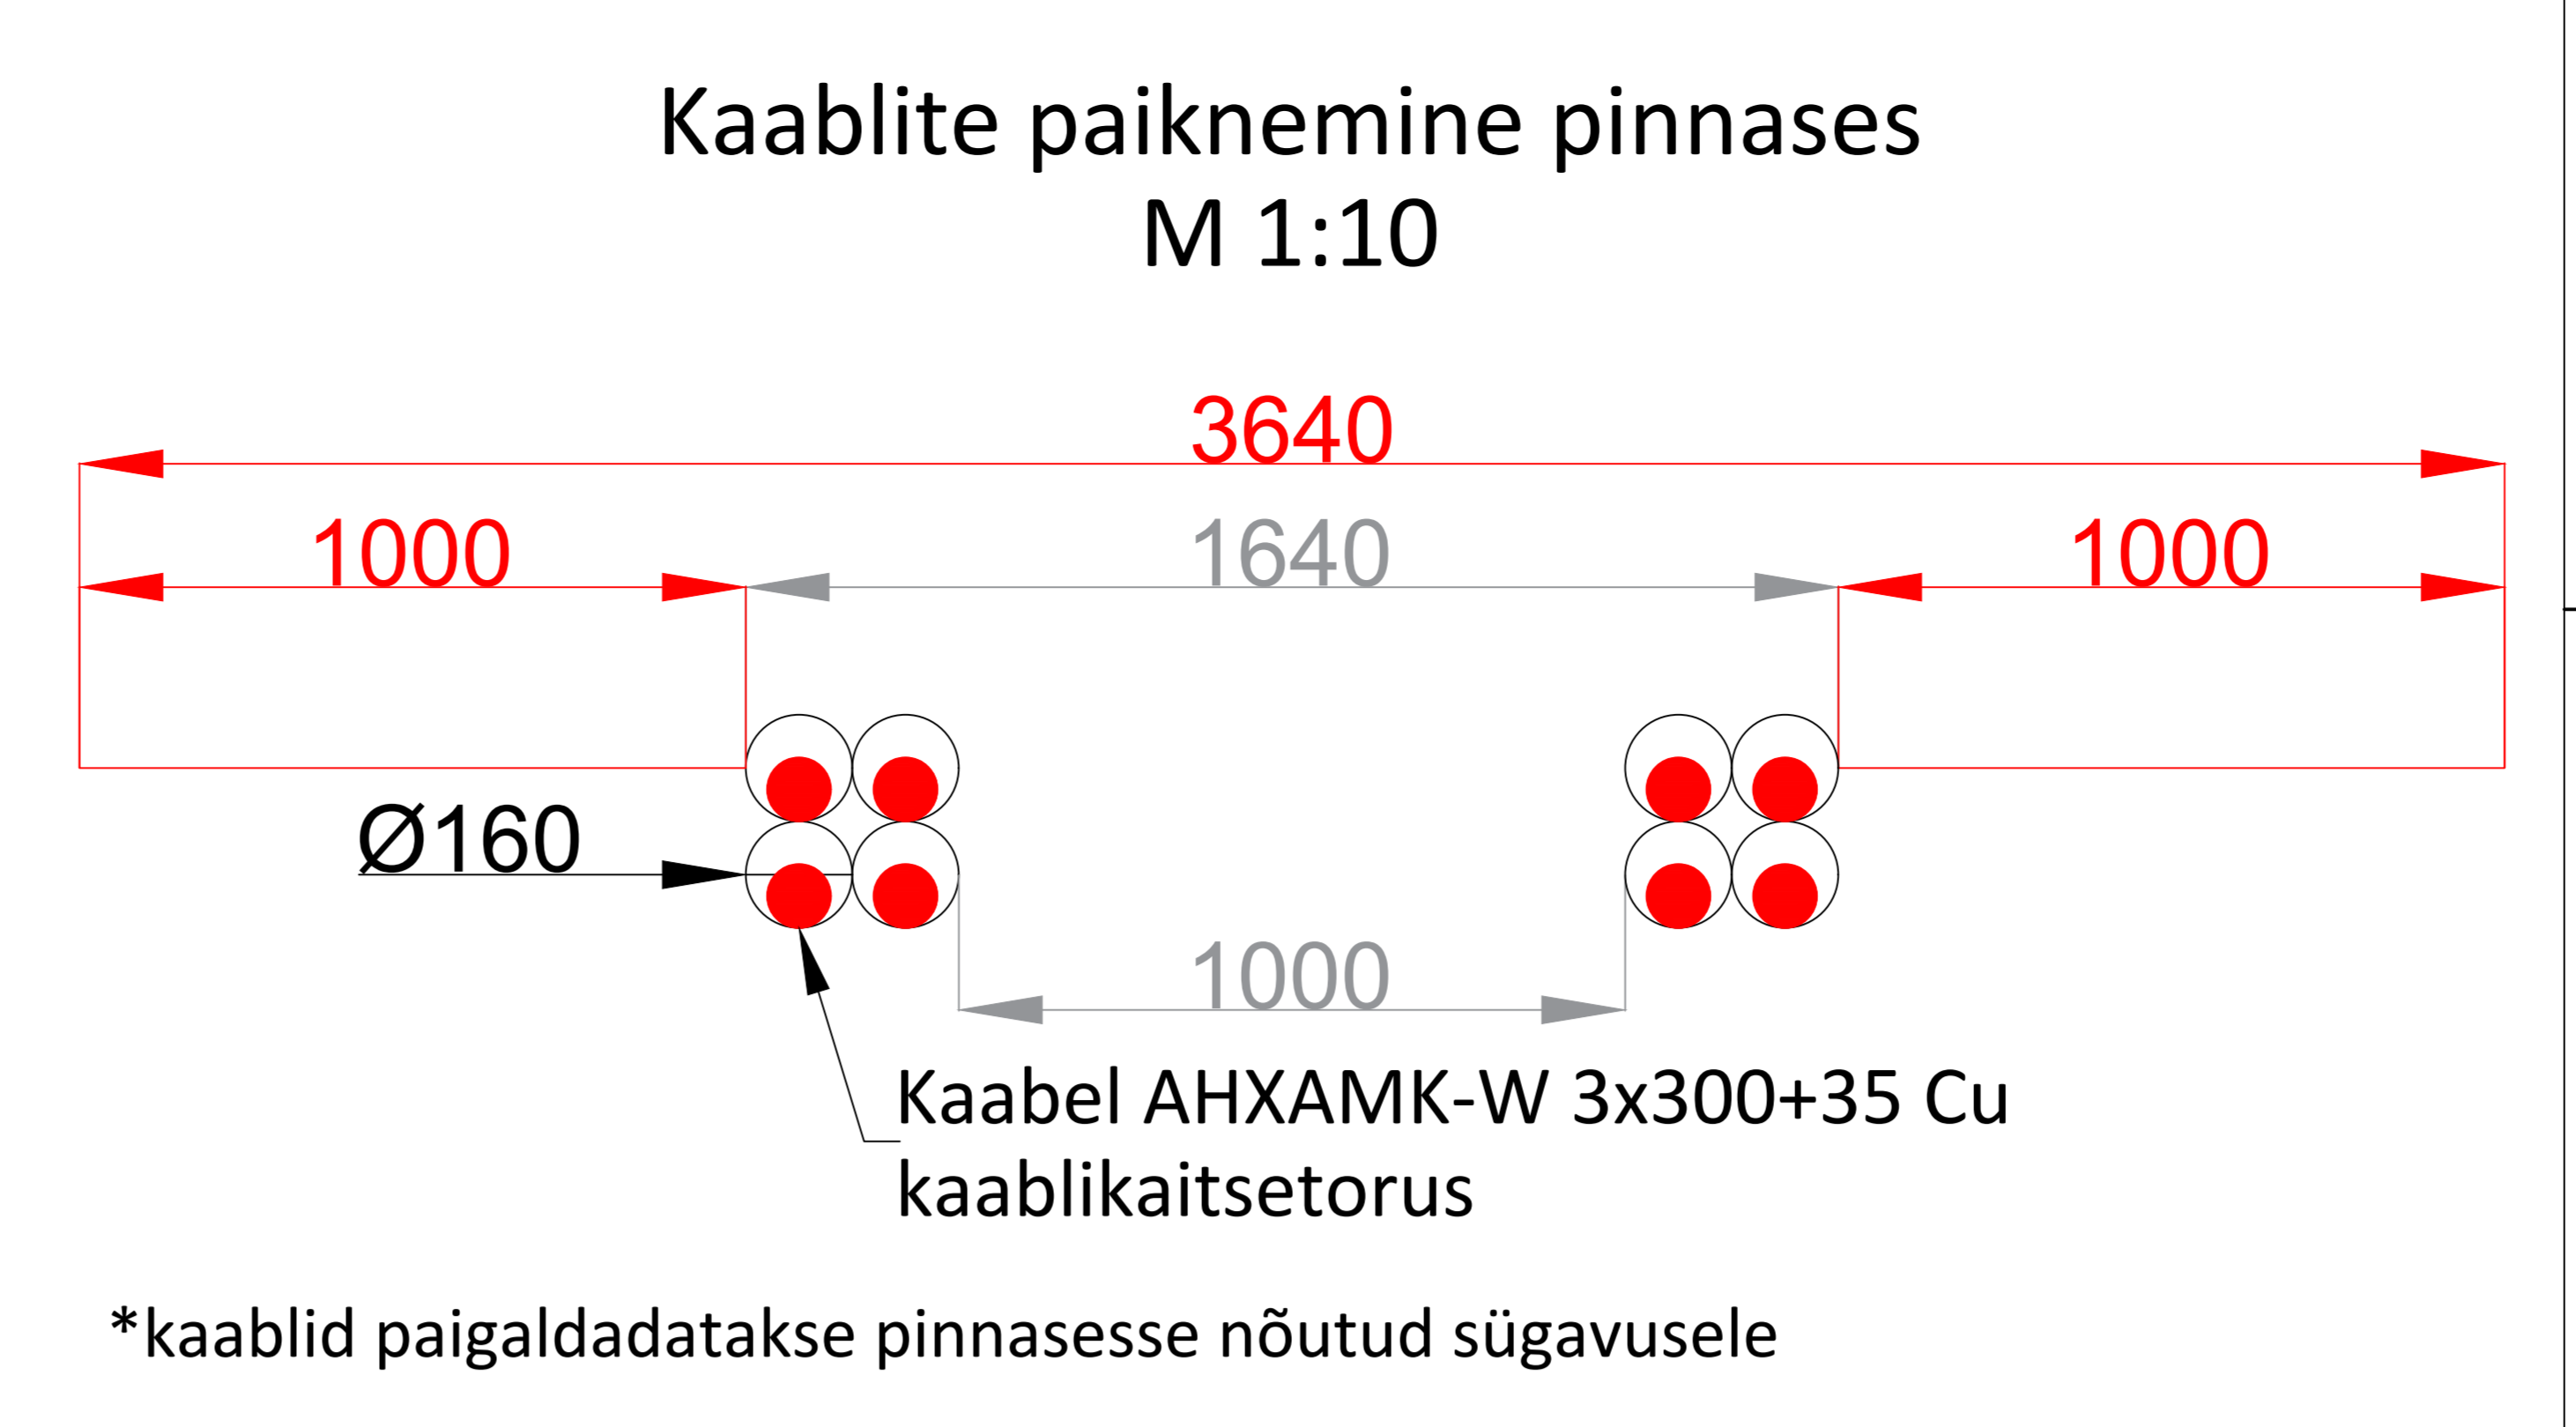 Kaablite paiknemine pinnases
M 1:10
3640
1000 1640 1000
Ø160
1000
Kaabel AHXAMK-W 3x300+35 Cu
kaablikaitsetorus
*kaablid paigaldadatakse pinnasesse nõutud sügavusele